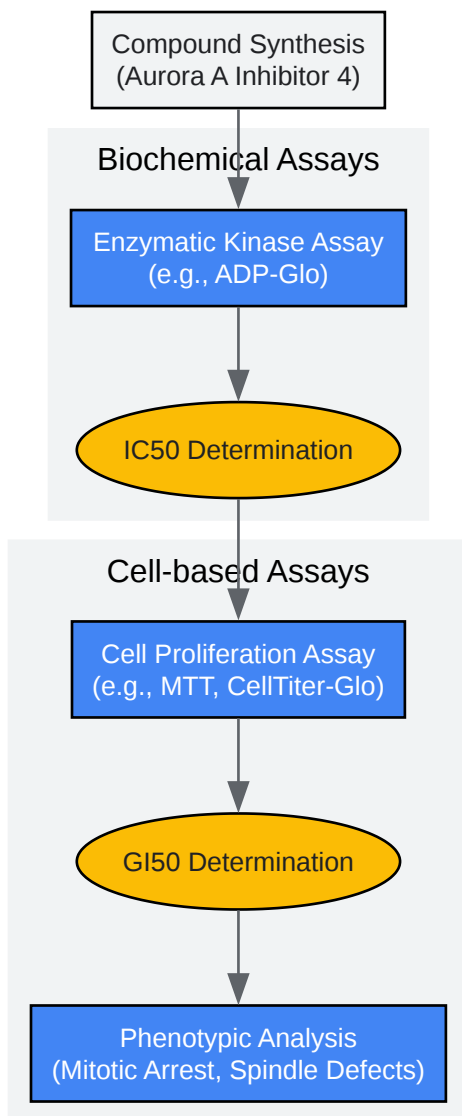 Compound Synthesis
(Aurora A Inhibitor 4)
Biochemical Assays
Enzymatic Kinase Assay
(e.g., ADP-Glo)
IC50 Determination
Cell-based Assays
Cell Proliferation Assay
(e.g., MTT, CellTiter-Glo)
GI50 Determination
Phenotypic Analysis
(Mitotic Arrest, Spindle Defects)